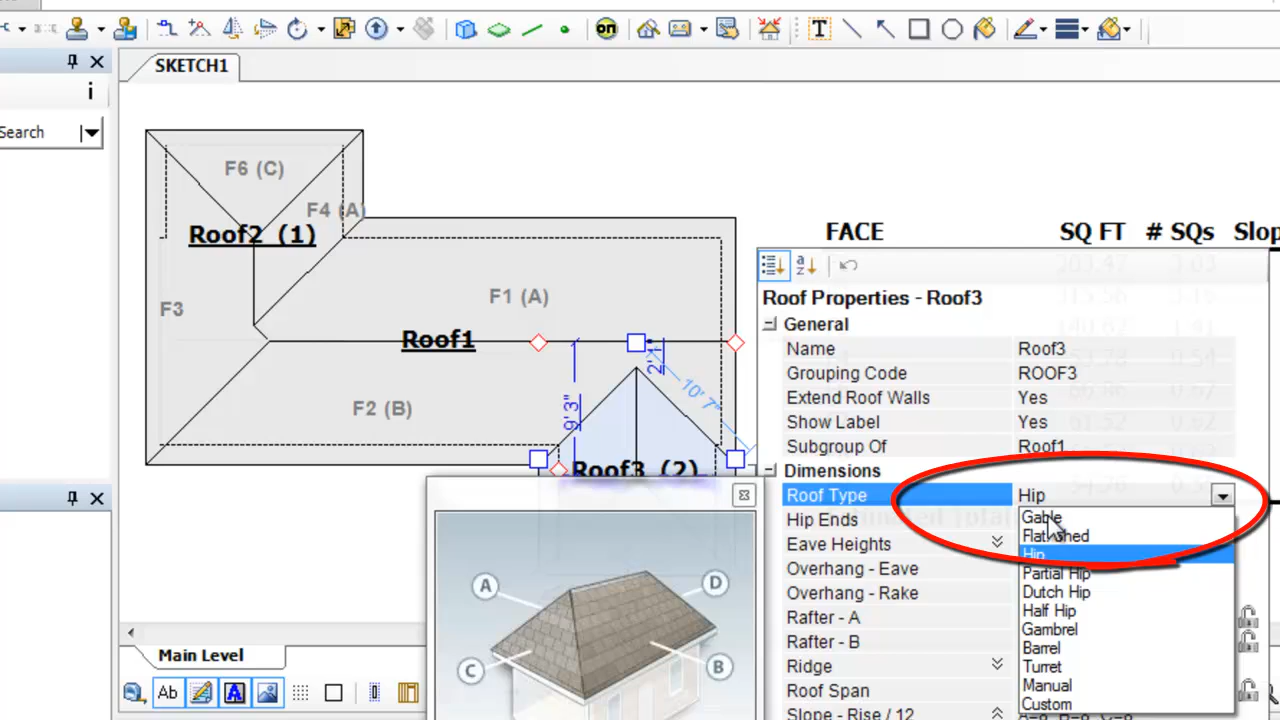 on
T
SKETCH1
i
Search
F6 (C)
F4 (A)
Roof2 (1)
F3
F1 (A)
Roof1
F2 (B)
2' 1"
9' 3"
10' 7"
Roof3 (2)
FACE SQ FT # SQs Slop
Roof Properties - Roof3
General
Name Roof3
Grouping Code ROOF3
Extend Roof Walls Yes
Show Label Yes
Subgroup Of Roof1
Dimensions
Roof Type Hip
Hip Ends
Eave Heights
Overhang - Eave
Overhang - Rake
Rafter - A
Rafter - B
Ridge
Roof Span
Slope - Rise / 12
Gable
Flat/Shed
Hip
Partial Hip
Dutch Hip
Half Hip
Gambrel
Barrel
Turret
Manual
Custom
A
D
C
B
Main Level
Ab
A